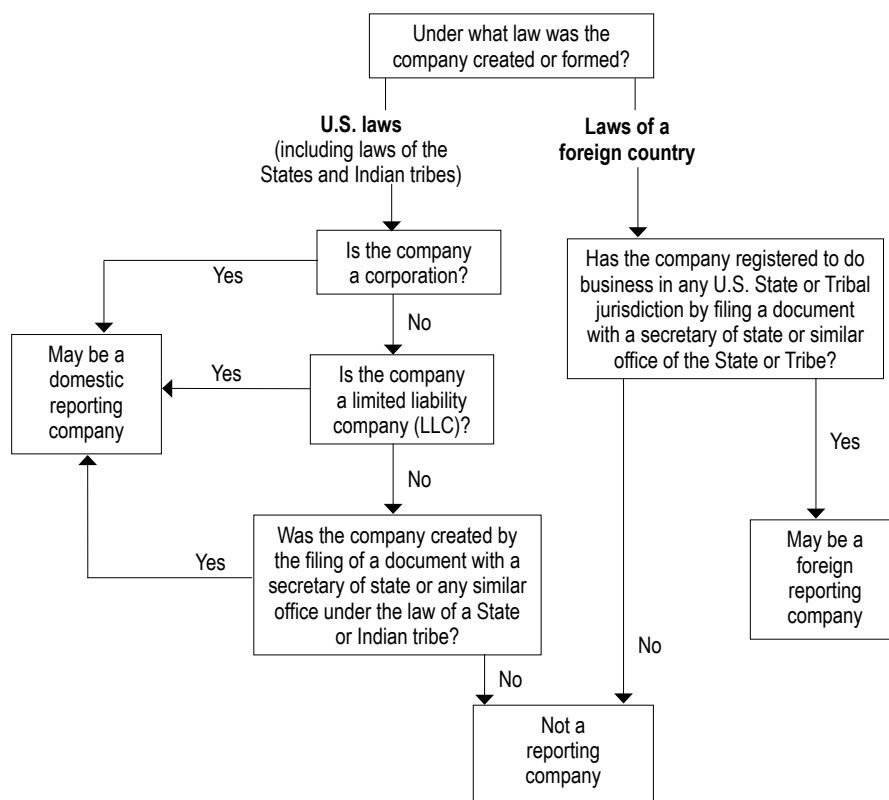 Under what law was the
company created or formed?
U.S. laws
(including laws of the
States and Indian tribes)
Laws of a
foreign country
Is the company
a corporation?
Yes
No
Has the company registered to do
business in any U.S. State or Tribal
jurisdiction by filing a document
with a secretary of state or similar
office of the State or Tribe?
May be a
domestic
reporting
company
Yes
Is the company
a limited liability
company (LLC)?
No
Yes
Was the company created by
the filing of a document with a
secretary of state or any similar
office under the law of a State
or Indian tribe?
Yes
May be a
foreign
reporting
company
No
No
Not a
reporting
company